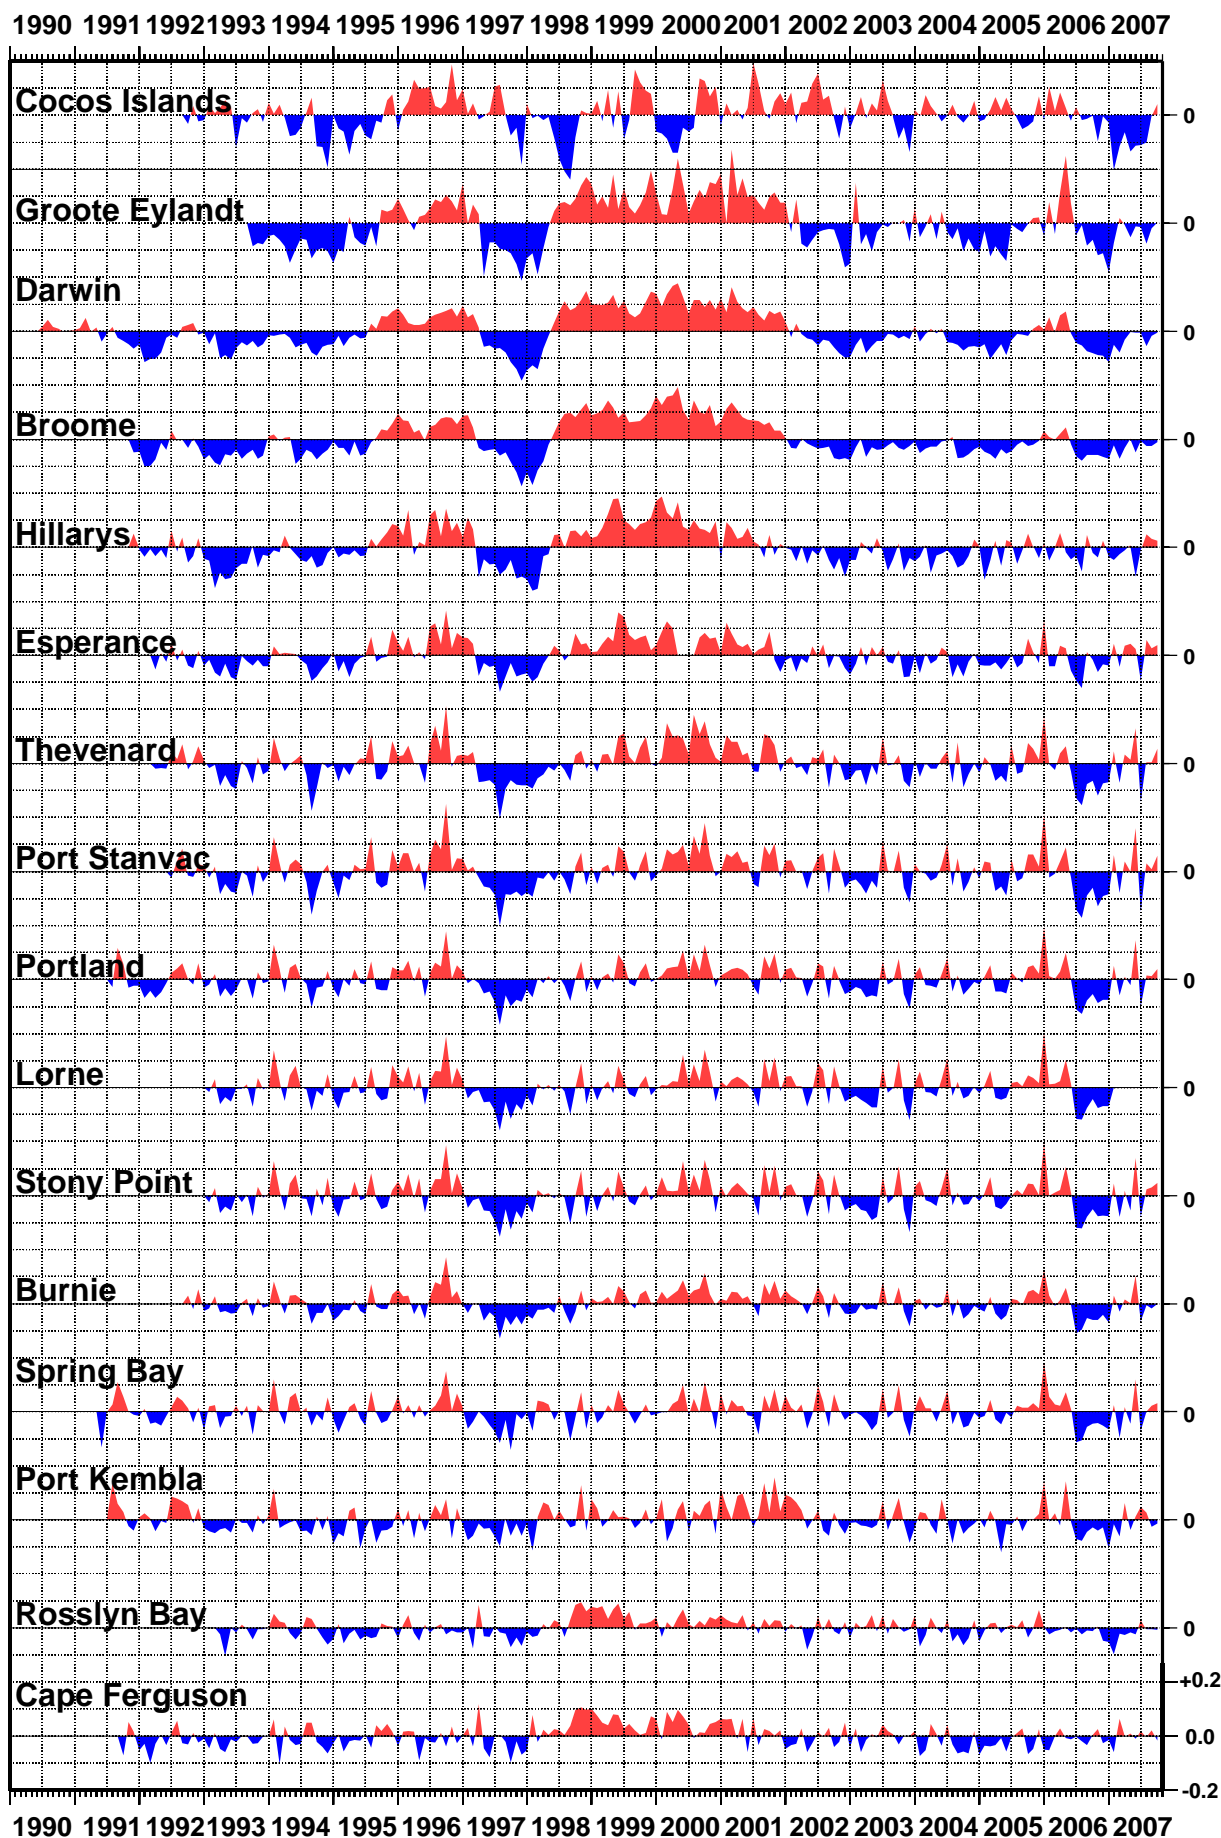 1990 1991 1992 1993 1994 1995 1996 1997 1998 1999 2000 2001 2002 2003 2004 2005 2006 2007
Cocos Islands 0
Groote Eylandt 0
Darwin 0
Broome 0
Hillarys 0
Esperance 0
Thevenard 0
Port Stanvac 0
Portland 0
Lorne 0
Stony Point 0
Burnie 0
Spring Bay 0
Port Kembla 0
Rosslyn Bay 0
+0.2
Cape Ferguson 0.0
-0.2
1990 1991 1992 1993 1994 1995 1996 1997 1998 1999 2000 2001 2002 2003 2004 2005 2006 2007